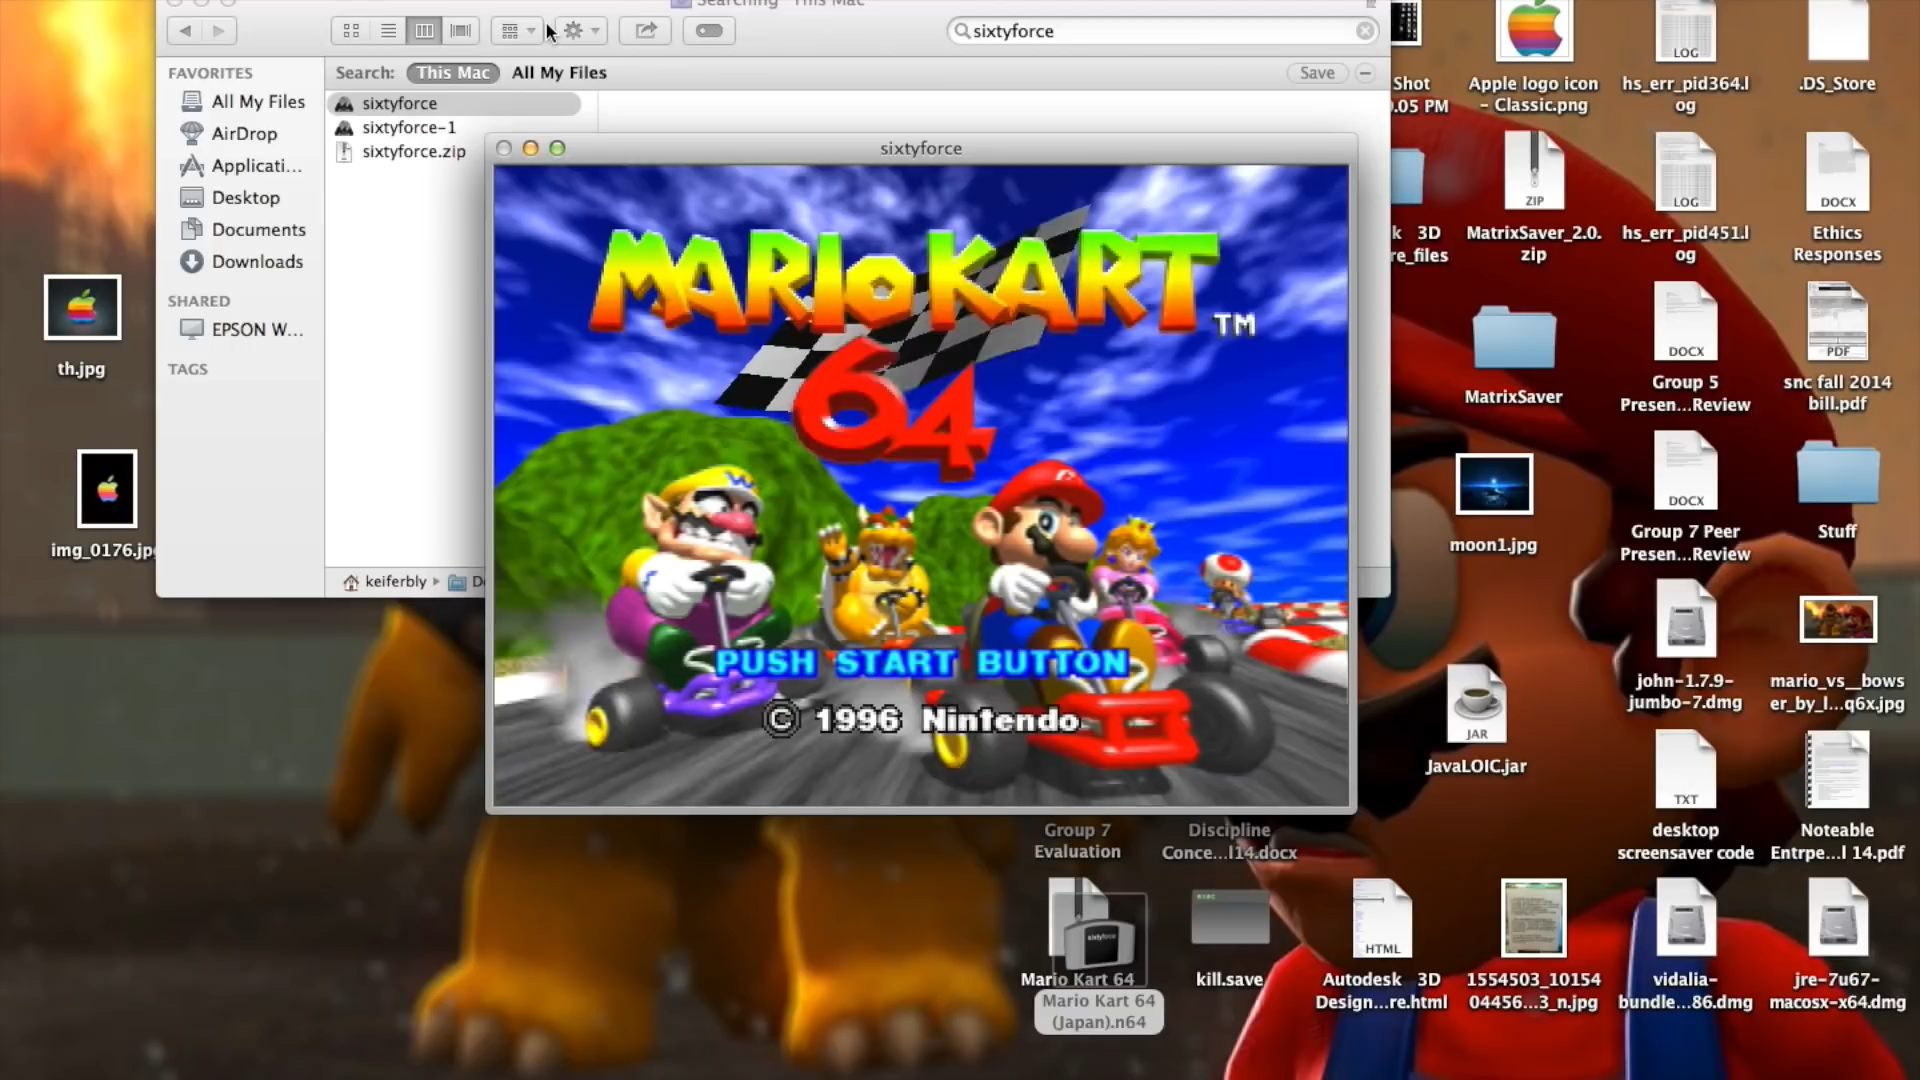 Searching "This Mac"
sixtyforce
Search: This Mac All My Files Save
FAVORITES
All My Files
AirDrop
Applicati...
Desktop
Documents
Downloads
SHARED
EPSON W...
TAGS
sixtyforce
sixtyforce-1
sixtyforce.zip
keiferbly
sixtyforce
MARIO KART TM
64
PUSH START BUTTON
© 1996 Nintendo
th.jpg
img_0176.jp
Shot
.05 PM
LOG
Apple logo icon
- Classic.png
hs_err_pid364.l
og
.DS_Store
ZIP
LOG
DOCX
k 3D
re_files
MatrixSaver_2.0.
zip
hs_err_pid451.l
og
Ethics
Responses
DOCX
PDF
MatrixSaver
Group 5
Presen...Review
snc fall 2014
bill.pdf
DOCX
moon1.jpg
Group 7 Peer
Presen...Review
Stuff
JAR
JavaLOIC.jar
john-1.7.9-
jumbo-7.dmg
mario_vs__bows
er_by_l...q6x.jpg
TXT
desktop
screensaver code
Noteable
Entrpe...l 14.pdf
Group 7
Evaluation
Discipline
Conce...l14.docx
exec
sixtyforce
HTML
Mario Kart 64
Mario Kart 64
(Japan).n64
kill.save
Autodesk 3D
Design...re.html
1554503_10154
04456...3_n.jpg
vidalia-
bundle...86.dmg
jre-7u67-
macosx-x64.dmg